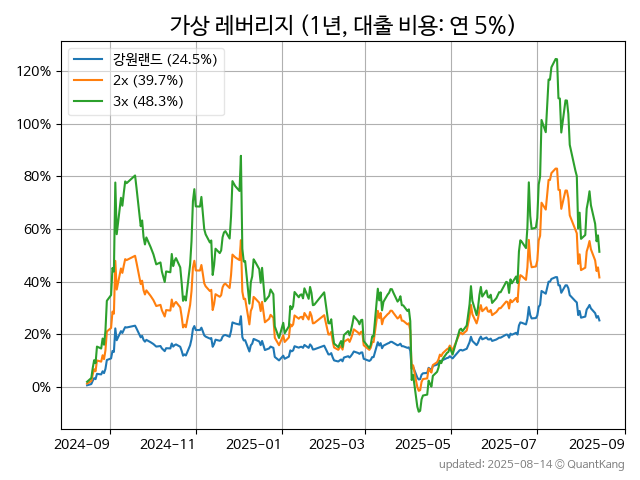 가상 레버리지 (1년, 대출 비용: 연 5%)
강원랜드 (24.5%)
2x (39.7%)
3x (48.3%)
120%
100%
80%
60%
40%
20%
0%
2024-09
2024-11
2025-01
2025-03
2025-05
2025-07
2025-09
updated: 2025-08-14 © QuantKang